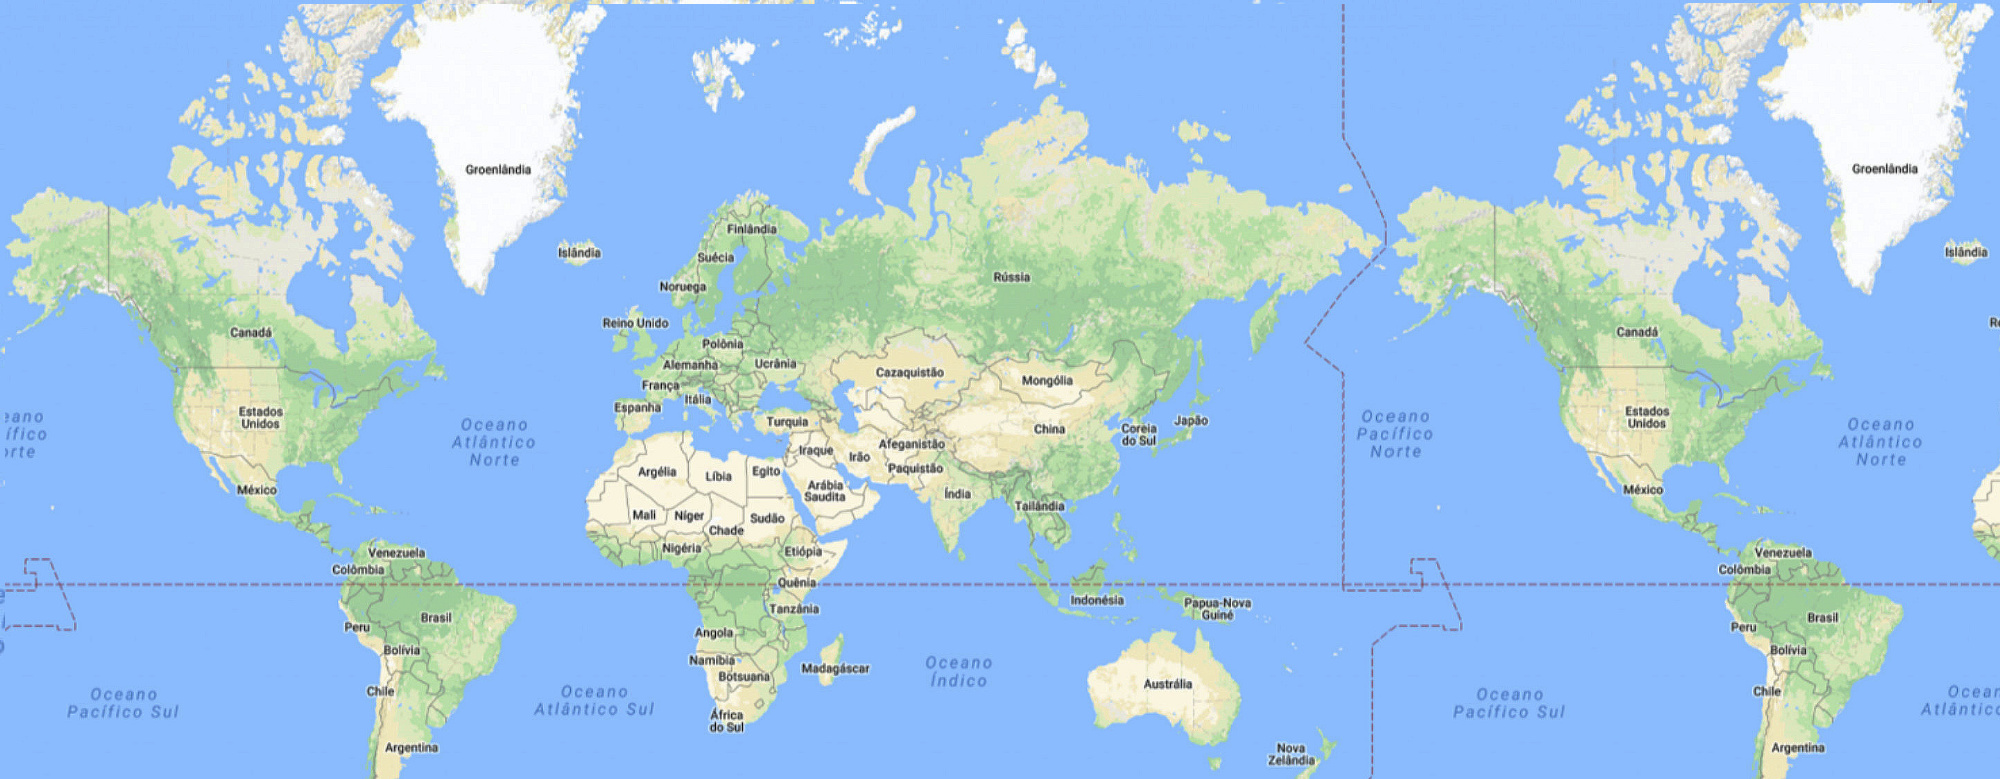 Groenlândia
Groenlândia
Finlândia
Islândia
Islândia
Suécia
Rússia
Noruega
Reino Unido
Canadá
Canadá
Polônia
Alemanha
Ucrânia
Cazaquistão
Mongólia
França
Itália
Espanha
Estados
Unidos
Estados
Unidos
Turquia
Oceano
Atlântico
Norte
China
Coreia
do Sul
Japão
Oceano
Pacífico
Norte
Oceano
Atlântico
Norte
Afeganistão
Iraque
Irão
Paquistão
Argélia
Líbia
Egito
Arábia
Saudita
México
México
Índia
Tailândia
Mali
Níger
Chade
Sudão
Nigéria
Etiópia
Venezuela
Venezuela
Colômbia
Colômbia
Quênia
Tanzânia
Indonésia
Papua-Nova
Guiné
Brasil
Brasil
Peru
Peru
Angola
Bolívia
Bolívia
Namíbia
Botsuana
Madagáscar
Oceano
Índico
Austrália
Chile
Chile
Oceano
Pacífico Sul
Oceano
Atlântico Sul
Oceano
Pacífico Sul
África
do Sul
Argentina
Argentina
Nova
Zelândia